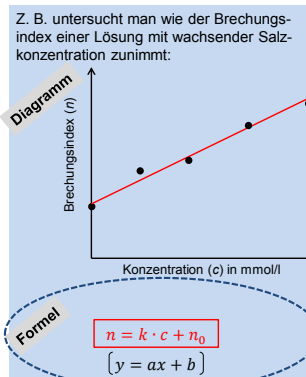 Z. B. untersucht man wie der Brechungs-
index einer Lösung mit wachsender Salz-
konzentration zunimmt:
Diagramm
Brechungsindex (n)
Konzentration (c) in mmol/l
Formel
n = k · c + n₀
(y = ax + b)